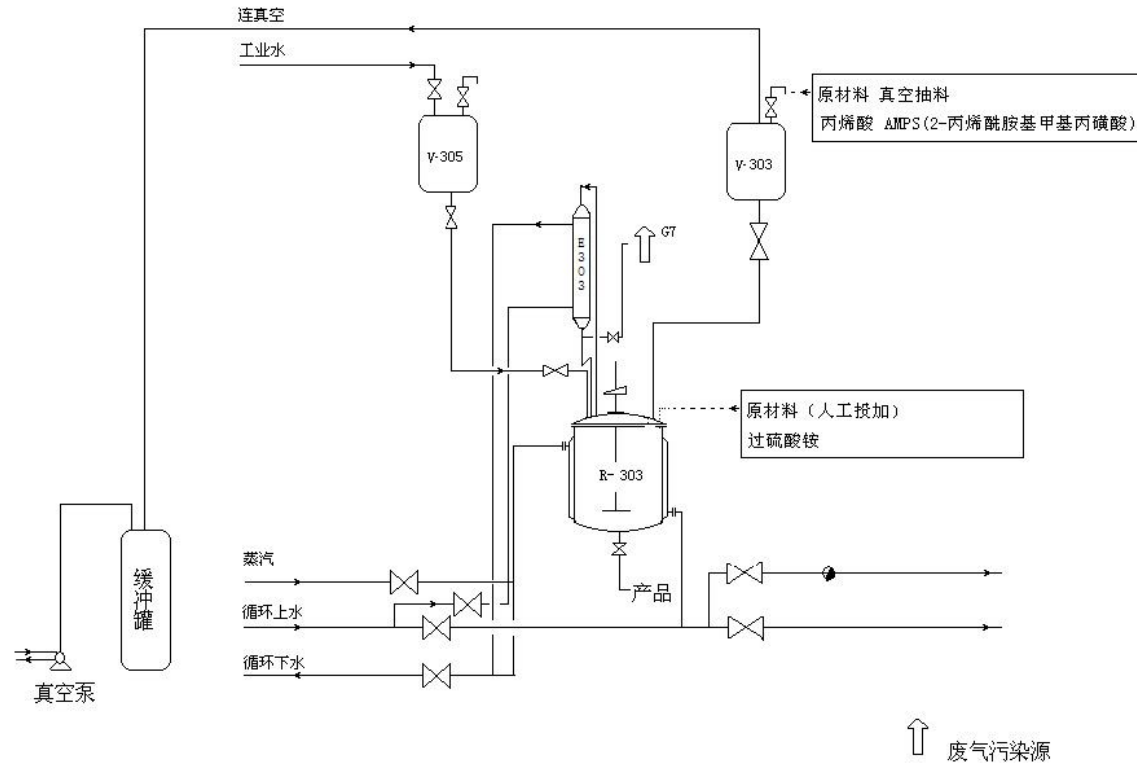 连真空
工业水
原材料 真空抽料
丙烯酸 AMPS(2-丙烯酰胺基甲基丙磺酸)
V-305
V-303
E303
G7
原材料（人工投加）
过硫酸铵
R-303
缓冲罐
蒸汽
产品
循环上水
循环下水
真空泵
废气污染源